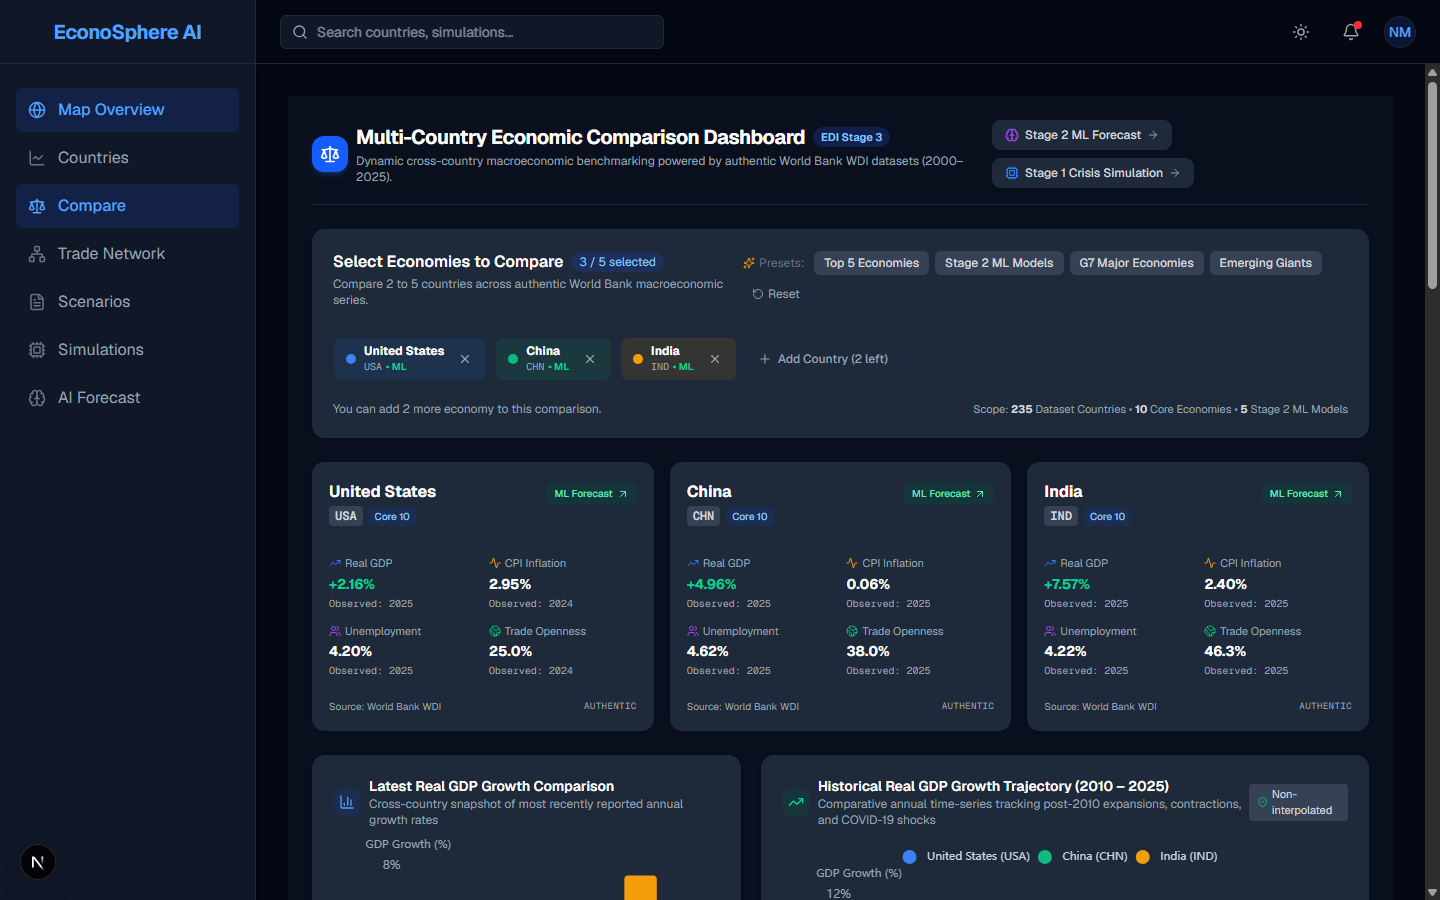 EconoSphere AI
Search countries, simulations...
NM
Map Overview
Countries
Compare
Trade Network
Scenarios
Simulations
AI Forecast
N
Multi-Country Economic Comparison Dashboard
EDI Stage 3
Dynamic cross-country macroeconomic benchmarking powered by authentic World Bank WDI datasets (2000–
2025).
Stage 2 ML Forecast
Stage 1 Crisis Simulation
Select Economies to Compare
3 / 5 selected
Compare 2 to 5 countries across authentic World Bank macroeconomic
series.
Presets:
Top 5 Economies
Stage 2 ML Models
G7 Major Economies
Emerging Giants
Reset
United States
USA • ML
China
CHN • ML
India
IND • ML
Add Country (2 left)
You can add 2 more economy to this comparison.
Scope: 235 Dataset Countries • 10 Core Economies • 5 Stage 2 ML Models
United States
USA
Core 10
ML Forecast
Real GDP
+2.16%
Observed: 2025
CPI Inflation
2.95%
Observed: 2024
Unemployment
4.20%
Observed: 2025
Trade Openness
25.0%
Observed: 2024
Source: World Bank WDI
AUTHENTIC
China
CHN
Core 10
ML Forecast
Real GDP
+4.96%
Observed: 2025
CPI Inflation
0.06%
Observed: 2025
Unemployment
4.62%
Observed: 2025
Trade Openness
38.0%
Observed: 2025
Source: World Bank WDI
AUTHENTIC
India
IND
Core 10
ML Forecast
Real GDP
+7.57%
Observed: 2025
CPI Inflation
2.40%
Observed: 2025
Unemployment
4.22%
Observed: 2025
Trade Openness
46.3%
Observed: 2025
Source: World Bank WDI
AUTHENTIC
Latest Real GDP Growth Comparison
Cross-country snapshot of most recently reported annual
growth rates
GDP Growth (%)
8%
Historical Real GDP Growth Trajectory (2010 – 2025)
Comparative annual time-series tracking post-2010 expansions, contractions,
and COVID-19 shocks
Non-
interpolated
United States (USA)
China (CHN)
India (IND)
GDP Growth (%)
12%